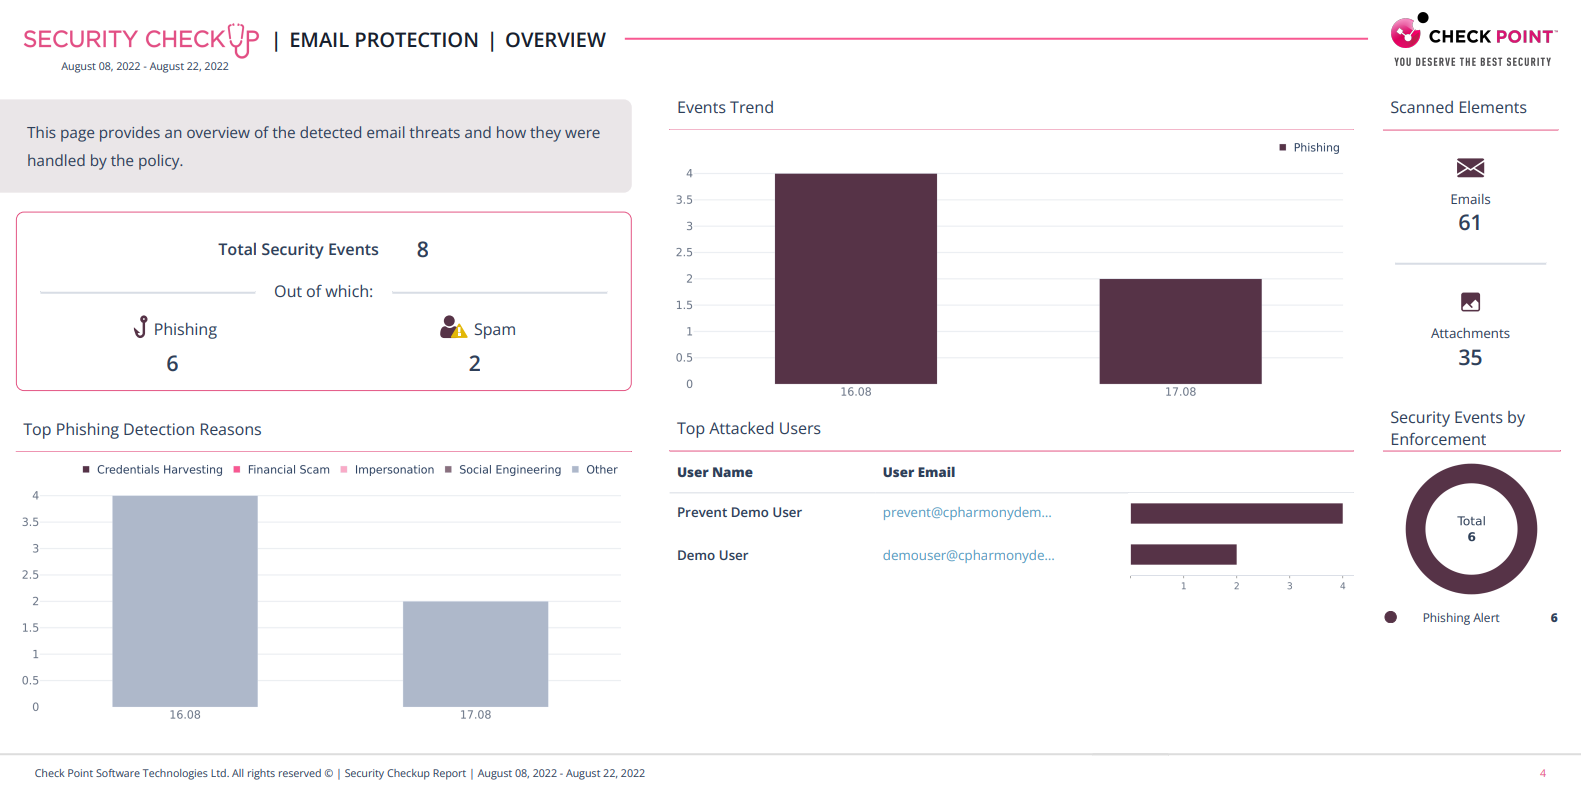 SECURITY CHECKUP | EMAIL PROTECTION | OVERVIEW
August 08, 2022 - August 22, 2022
CHECK POINT™
YOU DESERVE THE BEST SECURITY
This page provides an overview of the detected email threats and how they were
handled by the policy.
Total Security Events 8
Out of which:
Phishing Spam
6 2
Top Phishing Detection Reasons
Credentials Harvesting Financial Scam Impersonation Social Engineering Other
4
3.5
3
2.5
2
1.5
1
0.5
0
16.08 17.08
Events Trend
Phishing
4
3.5
3
2.5
2
1.5
1
0.5
0
16.08 17.08
Top Attacked Users
User Name User Email
Prevent Demo User prevent@cpharmonydem...
Demo User demouser@cpharmonyde...
1 2 3 4
Scanned Elements
Emails
61
Attachments
35
Security Events by
Enforcement
Total
6
Phishing Alert 6
Check Point Software Technologies Ltd. All rights reserved © | Security Checkup Report | August 08, 2022 - August 22, 2022
4